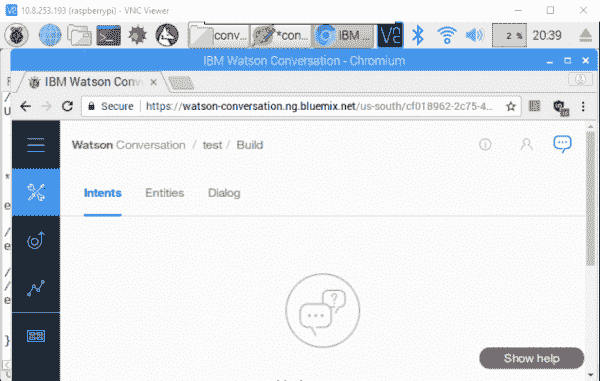 10.8.253.193 (raspberrypi) - VNC Viewer
conv...
*con...
IBM ...
2 %
20:39
IBM Watson Conversation - Chromium
IBM Watson Conv
Secure https://watson-conversation.ng.bluemix.net/us-south/cf018962-2c75-4...
Watson Conversation / test / Build
Intents Entities Dialog
Show help